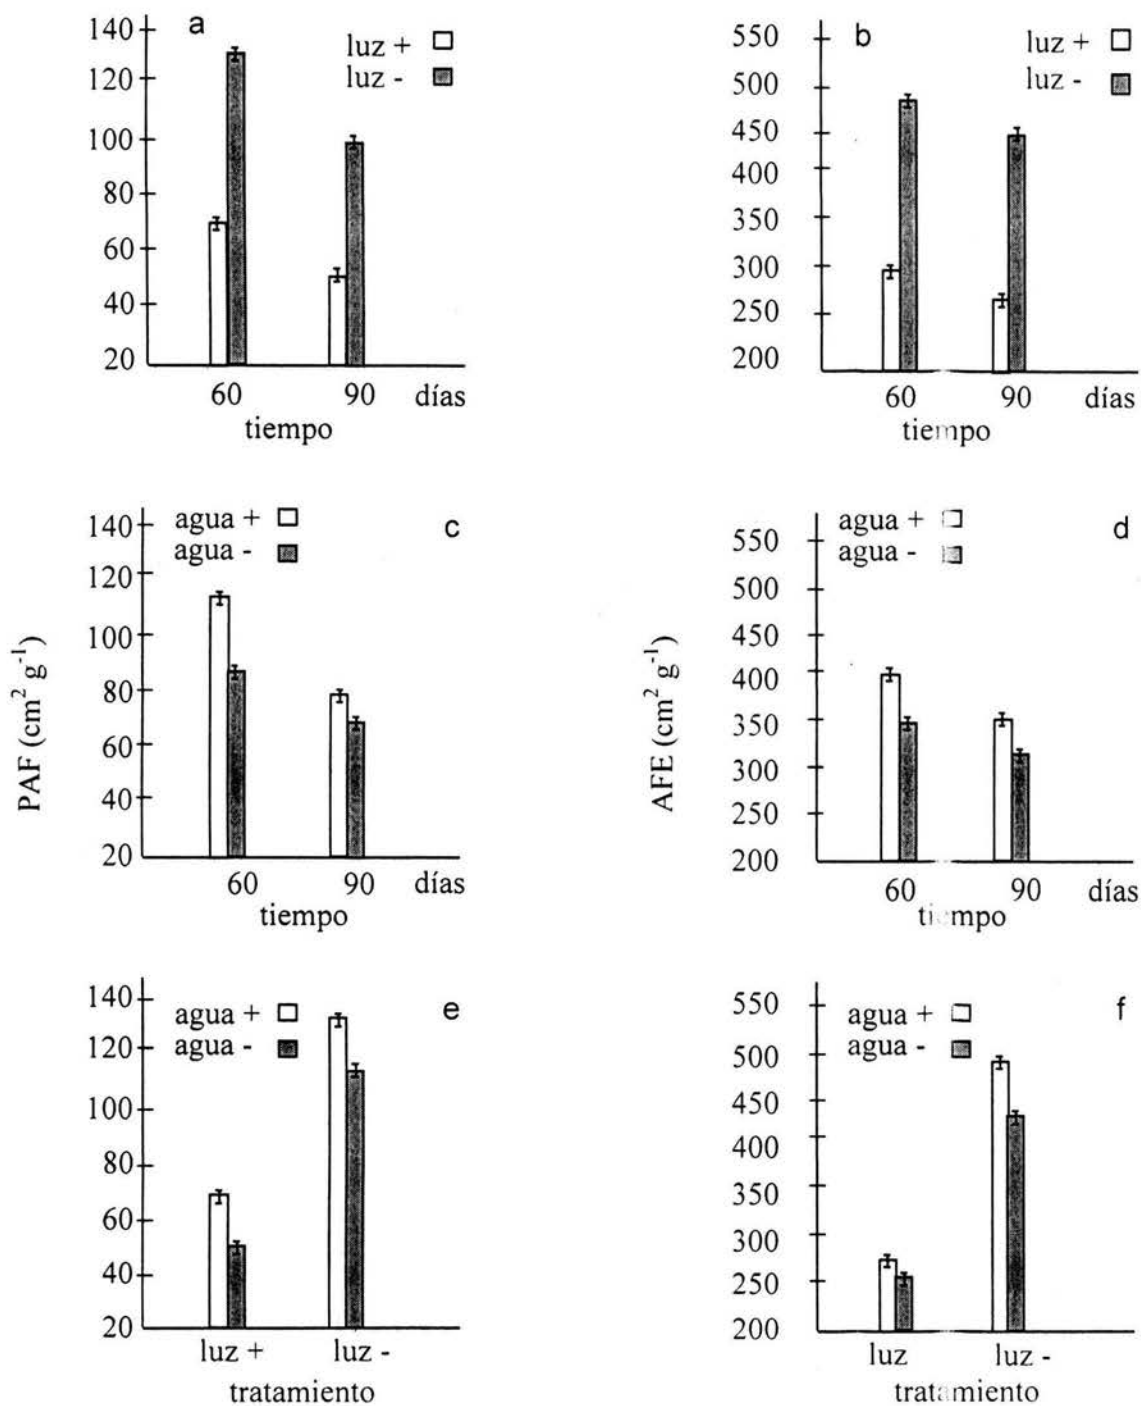 a
140
120
100
80
60
40
20
luz +
luz -
60 90 días
tiempo
b
550
500
450
400
350
300
250
200
luz +
luz -
60 90 días
tiempo
PAF (cm² g⁻¹)
c
140
120
100
80
60
40
20
agua +
agua -
60 90 días
tiempo
AFE (cm² g⁻¹)
d
550
500
450
400
350
300
250
200
agua +
agua -
60 90 días
tiempo
e
140
120
100
80
60
40
20
agua +
agua -
luz + luz -
tratamiento
f
550
500
450
400
350
300
250
200
agua +
agua -
luz luz -
tratamiento